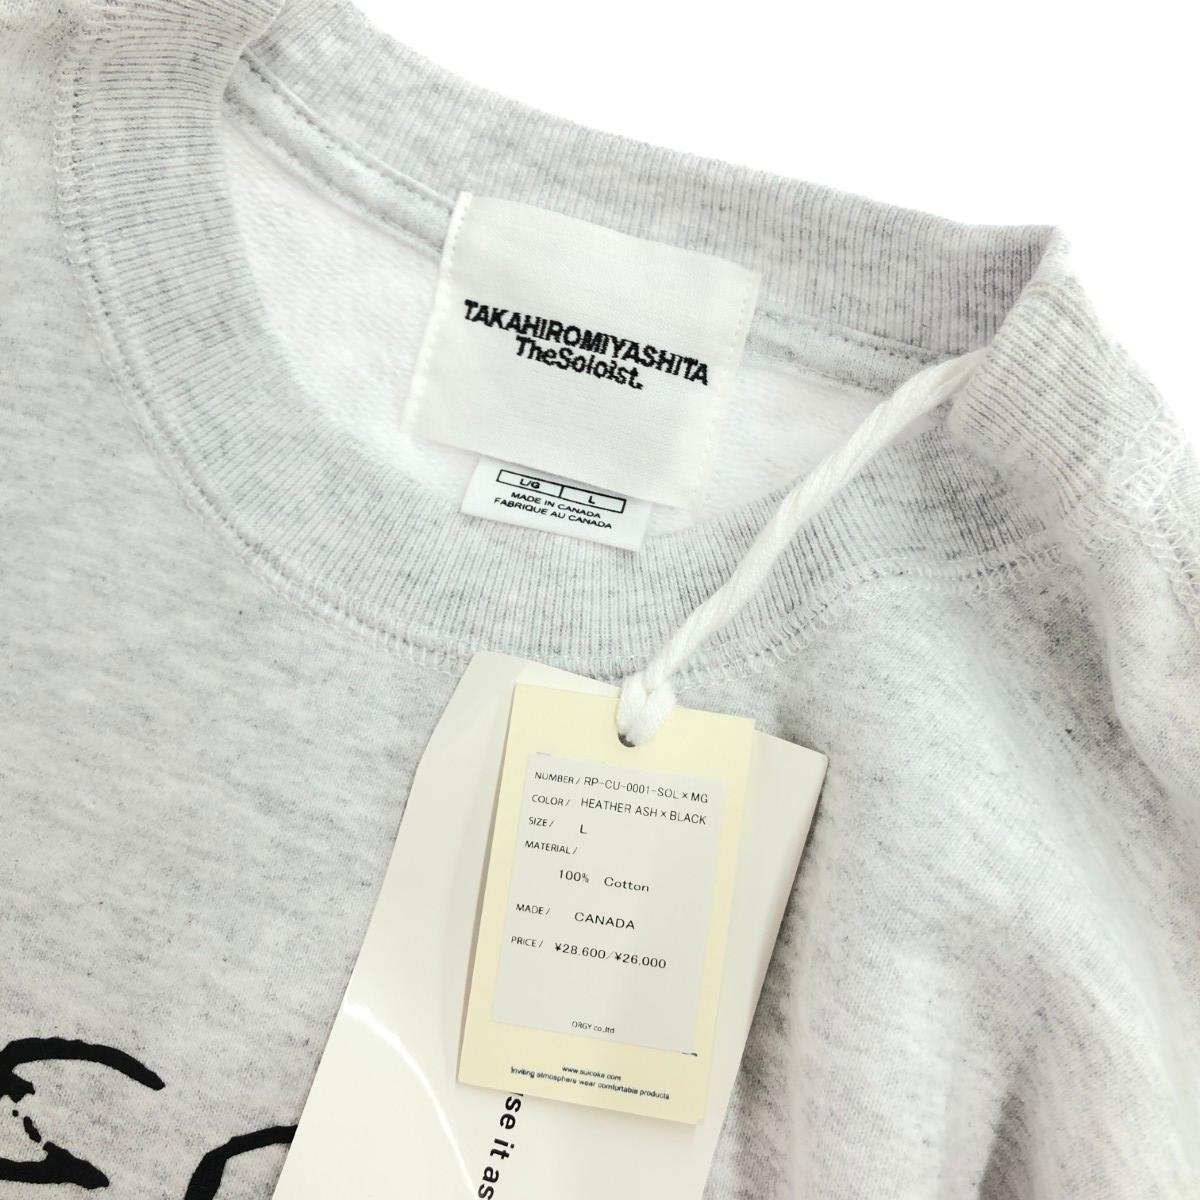 TAKAHIROMIYASHITA
TheSoloist.
L/G L
MADE IN CANADA
FABRIQUE AU CANADA
NUMBER/ RP-CU-0001-SOL×MG
COLOR/ HEATHER ASH×BLACK
SIZE/ L
MATERIAL/
100% Cotton
MADE/ CANADA
PRICE/ ¥28,600/¥26,000
ORGY co.,ltd
www.suicoke.com
Inviting atmosphere wear comfortable products
use it as